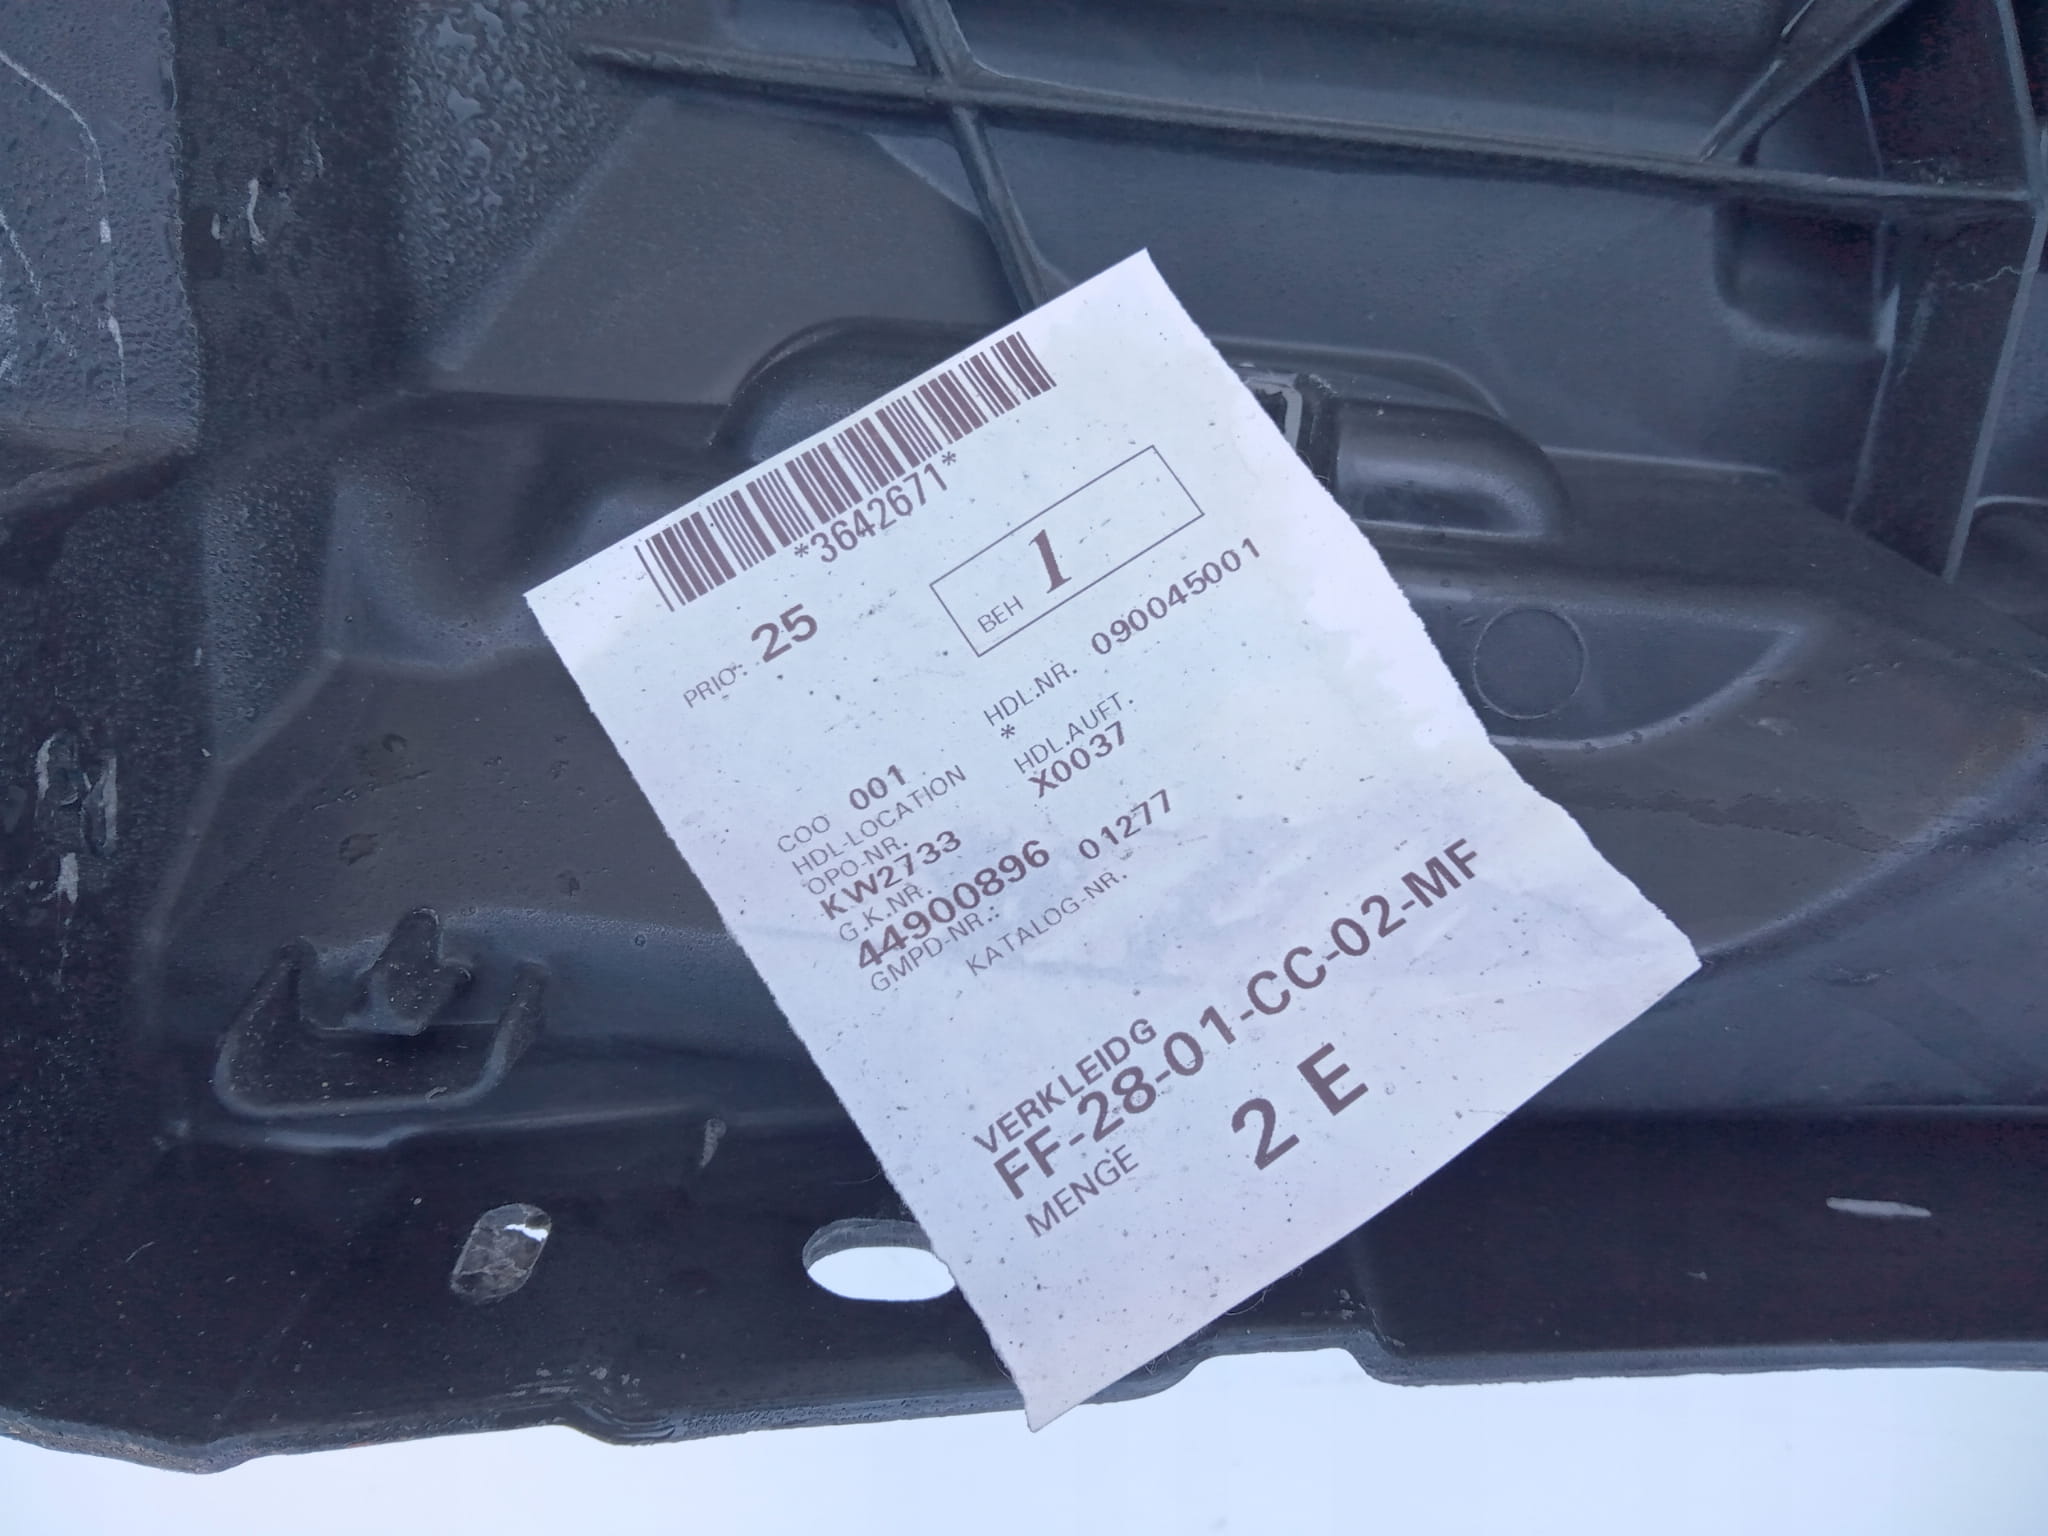 *3642671*
PRIO: 25
BEH 1
HDL.NR. 090045001
*
COO 001
HDL-LOCATION
HDL.AUFT.
OPO-NR.
X0037
KW2733
G.K.NR.
44900896 01277
GMPD-NR.:
KATALOG-NR.
VERKLEIDG
FF-28-01-CC-02-MF
MENGE 2 E